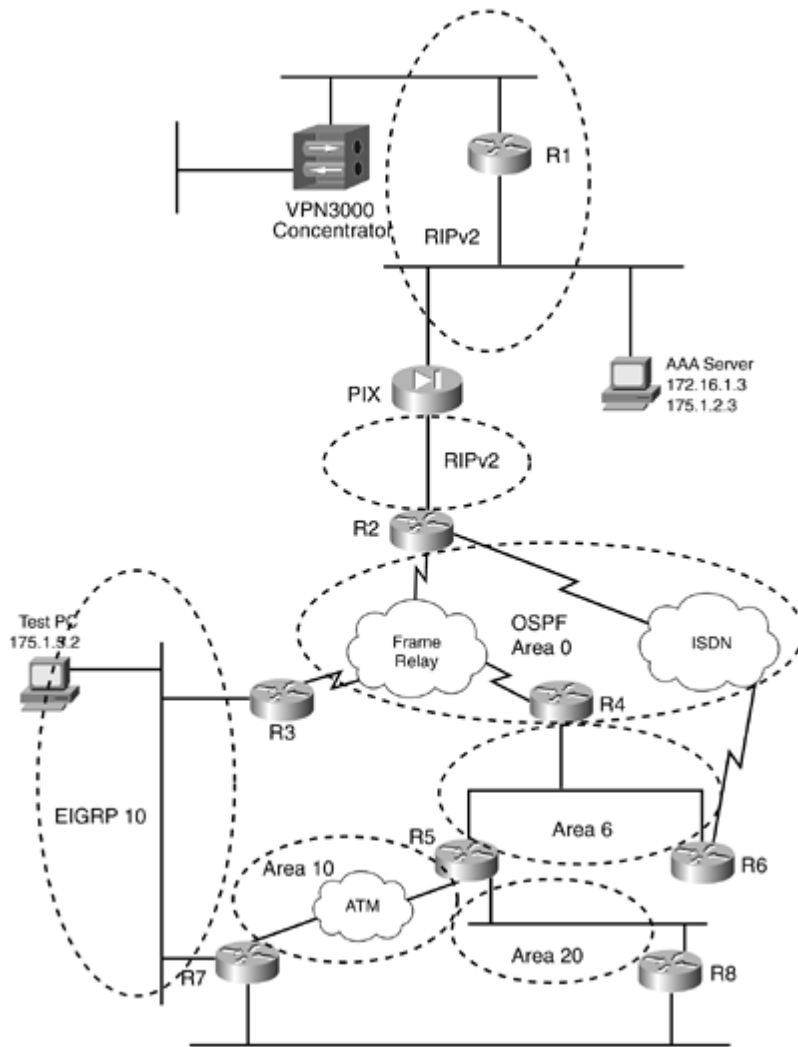 R1
VPN3000
Concentrator
RIPv2
AAA Server
172.16.1.3
175.1.2.3
PIX
RIPv2
R2
OSPF
Area 0
Frame
Relay
ISDN
Test PC
R3
R4
EIGRP 10
Area 6
R5
R6
Area 10
ATM
Area 20
R7
R8